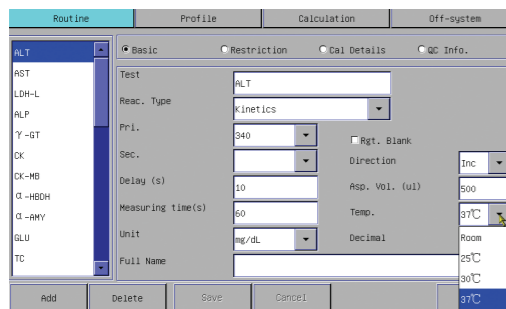 Routine Profile Calculation Off-system
ALT
AST
LDH-L
ALP
γ-GT
CK
CK-MB
α-HBDH
α-AMY
GLU
TC
Basic Restriction Cal Details QC Info.
Test ALT
Reac. Type Kinetics
Pri. 340 Rgt. Blank
Sec. Direction Inc
Delay (s) 10 Asp. Vol. (ul) 500
Measuring time(s) 60 Temp. 37℃
Unit mg/dL Decimal Room
25℃
Full Name 30℃
37℃
Add Delete Save Cancel